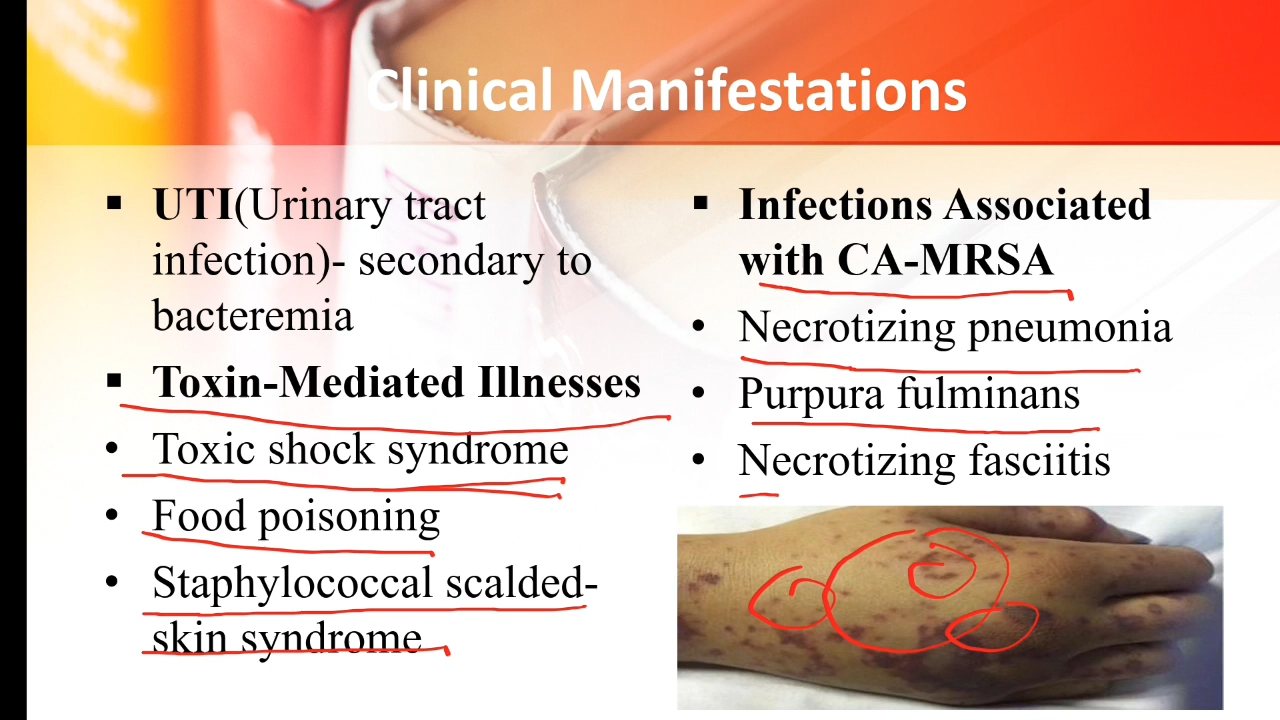 Clinical Manifestations
▪ UTI(Urinary tract
infection)- secondary to
bacteremia
▪ Toxin-Mediated Illnesses
• Toxic shock syndrome
• Food poisoning
• Staphylococcal scalded-
skin syndrome
▪ Infections Associated
with CA-MRSA
• Necrotizing pneumonia
• Purpura fulminans
• Necrotizing fasciitis